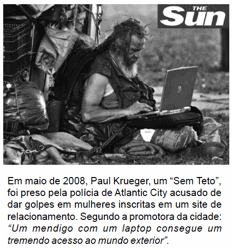 THE
Sun
Em maio de 2008, Paul Krueger, um “Sem Teto”,
foi preso pela polícia de Atlantic City acusado de
dar golpes em mulheres inscritas em um site de
relacionamento. Segundo a promotora da cidade:
“Um mendigo com um laptop consegue um
tremendo acesso ao mundo exterior”.